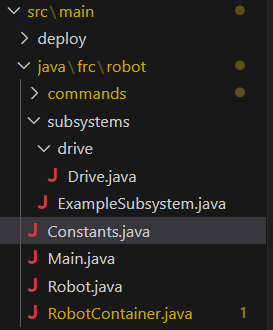 src\main
deploy
java\frc\robot
commands
subsystems
drive
Drive.java
ExampleSubsystem.java
Constants.java
Main.java
Robot.java
RobotContainer.java 1